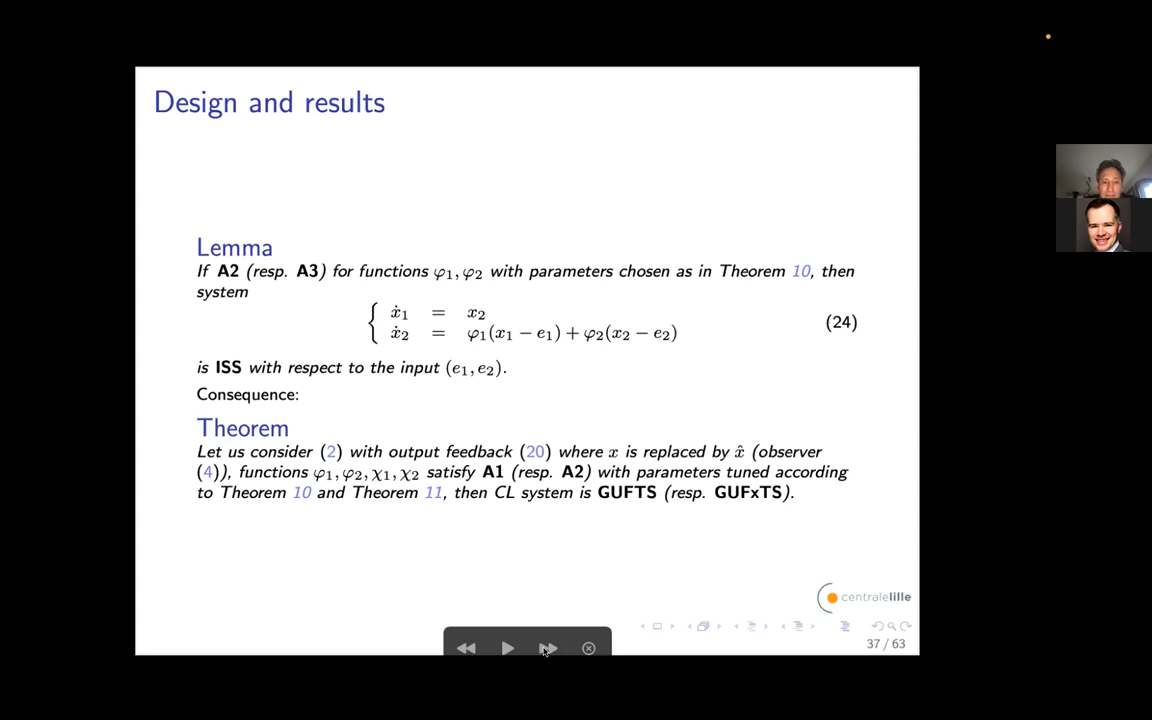 Design and results
Lemma
If A2 (resp. A3) for functions φ₁, φ₂ with parameters chosen as in Theorem 10, then
system
{ ẋ₁ = x₂
ẋ₂ = φ₁(x₁ − e₁) + φ₂(x₂ − e₂)
(24)
is ISS with respect to the input (e₁, e₂).
Consequence:
Theorem
Let us consider (2) with output feedback (20) where x is replaced by x̂ (observer
(4)), functions φ₁, φ₂, χ₁, χ₂ satisfy A1 (resp. A2) with parameters tuned according
to Theorem 10 and Theorem 11, then CL system is GUFTS (resp. GUFxTS).
centralelille
37 / 63